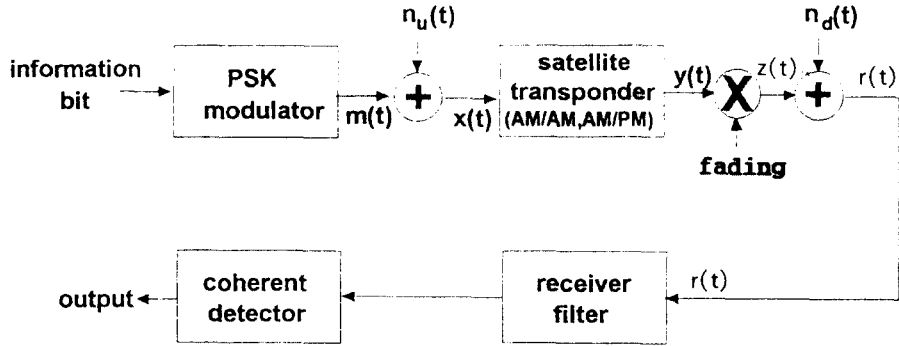 n_u(t)
n_d(t)
information
bit
PSK
modulator
m(t)
+
x(t)
satellite
transponder
(AM/AM,AM/PM)
y(t)
X
z(t)
+
r(t)
fading
output
coherent
detector
receiver
filter
r(t)